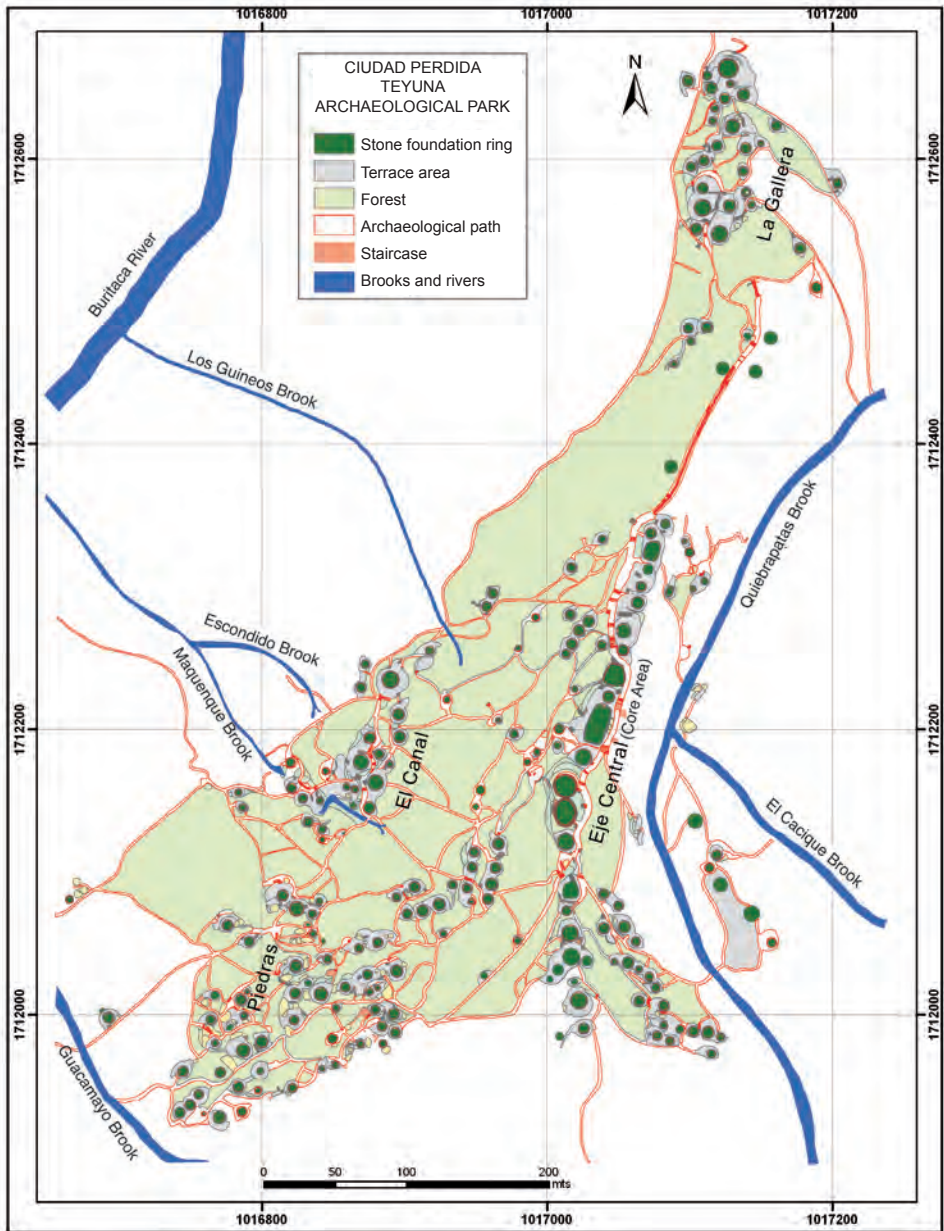 1016800
1017000
1017200
CIUDAD PERDIDA
TEYUNA
ARCHAEOLOGICAL PARK
Stone foundation ring
Terrace area
Forest
Archaeological path
Staircase
Brooks and rivers
N
1712600
1712600
La Gallera
Buritaca River
Los Guineos Brook
1712400
1712400
Quiebrapatas Brook
Escondido Brook
Maquenque Brook
1712200
1712200
El Canal
Eje Central (Core Area)
El Cacique Brook
Piedras
1712000
1712000
Guacamayo Brook
0 50 100 200
mts
1016800
1017000
1017200